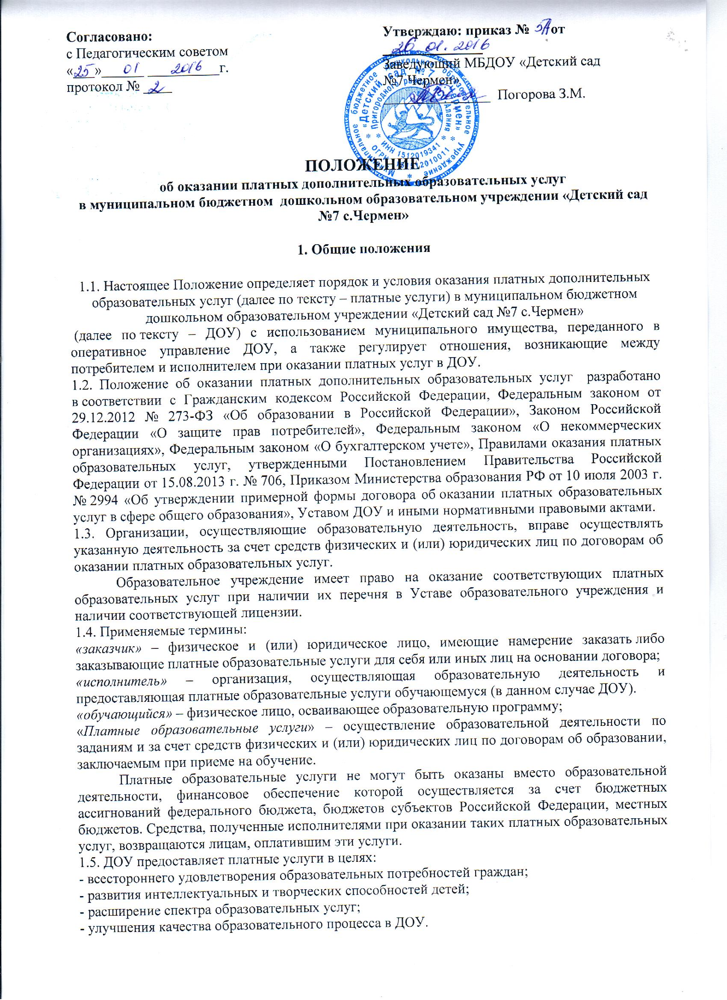 Согласовано:
с Педагогическим советом
«25» 01 2016 г.
протокол № 2
Утверждаю: приказ № от
26.01.2016
Заведующий МБДОУ «Детский сад
№7 Чермен»
Погорова З.М.
Муниципальное бюджетное дошкольное образовательное учреждение
«Детский сад №7 с. Чермен»
Пригородного района Алания
ИНН 1512019341
ОГРН
ПОЛОЖЕНИЕ
об оказании платных дополнительных образовательных услуг
в муниципальном бюджетном дошкольном образовательном учреждении «Детский сад
№7 с.Чермен»
1. Общие положения
1.1. Настоящее Положение определяет порядок и условия оказания платных дополнительных
образовательных услуг (далее по тексту – платные услуги) в муниципальном бюджетном
дошкольном образовательном учреждении «Детский сад №7 с.Чермен»
(далее по тексту – ДОУ) с использованием муниципального имущества, переданного в
оперативное управление ДОУ, а также регулирует отношения, возникающие между
потребителем и исполнителем при оказании платных услуг в ДОУ.
1.2. Положение об оказании платных дополнительных образовательных услуг разработано
в соответствии с Гражданским кодексом Российской Федерации, Федеральным законом от
29.12.2012 № 273-ФЗ «Об образовании в Российской Федерации», Законом Российской
Федерации «О защите прав потребителей», Федеральным законом «О некоммерческих
организациях», Федеральным законом «О бухгалтерском учете», Правилами оказания платных
образовательных услуг, утвержденными Постановлением Правительства Российской
Федерации от 15.08.2013 г. № 706, Приказом Министерства образования РФ от 10 июля 2003 г.
№ 2994 «Об утверждении примерной формы договора об оказании платных образовательных
услуг в сфере общего образования», Уставом ДОУ и иными нормативными правовыми актами.
1.3. Организации, осуществляющие образовательную деятельность, вправе осуществлять
указанную деятельность за счет средств физических и (или) юридических лиц по договорам об
оказании платных образовательных услуг.
Образовательное учреждение имеет право на оказание соответствующих платных
образовательных услуг при наличии их перечня в Уставе образовательного учреждения и
наличии соответствующей лицензии.
1.4. Применяемые термины:
«заказчик» – физическое и (или) юридическое лицо, имеющие намерение заказать либо
заказывающие платные образовательные услуги для себя или иных лиц на основании договора;
«исполнитель» – организация, осуществляющая образовательную деятельность и
предоставляющая платные образовательные услуги обучающемуся (в данном случае ДОУ).
«обучающийся» – физическое лицо, осваивающее образовательную программу;
«Платные образовательные услуги» – осуществление образовательной деятельности по
заданиям и за счет средств физических и (или) юридических лиц по договорам об образовании,
заключаемым при приеме на обучение.
Платные образовательные услуги не могут быть оказаны вместо образовательной
деятельности, финансовое обеспечение которой осуществляется за счет бюджетных
ассигнований федерального бюджета, бюджетов субъектов Российской Федерации, местных
бюджетов. Средства, полученные исполнителями при оказании таких платных образовательных
услуг, возвращаются лицам, оплатившим эти услуги.
1.5. ДОУ предоставляет платные услуги в целях:
- всестороннего удовлетворения образовательных потребностей граждан;
- развития интеллектуальных и творческих способностей детей;
- расширение спектра образовательных услуг;
- улучшения качества образовательного процесса в ДОУ.